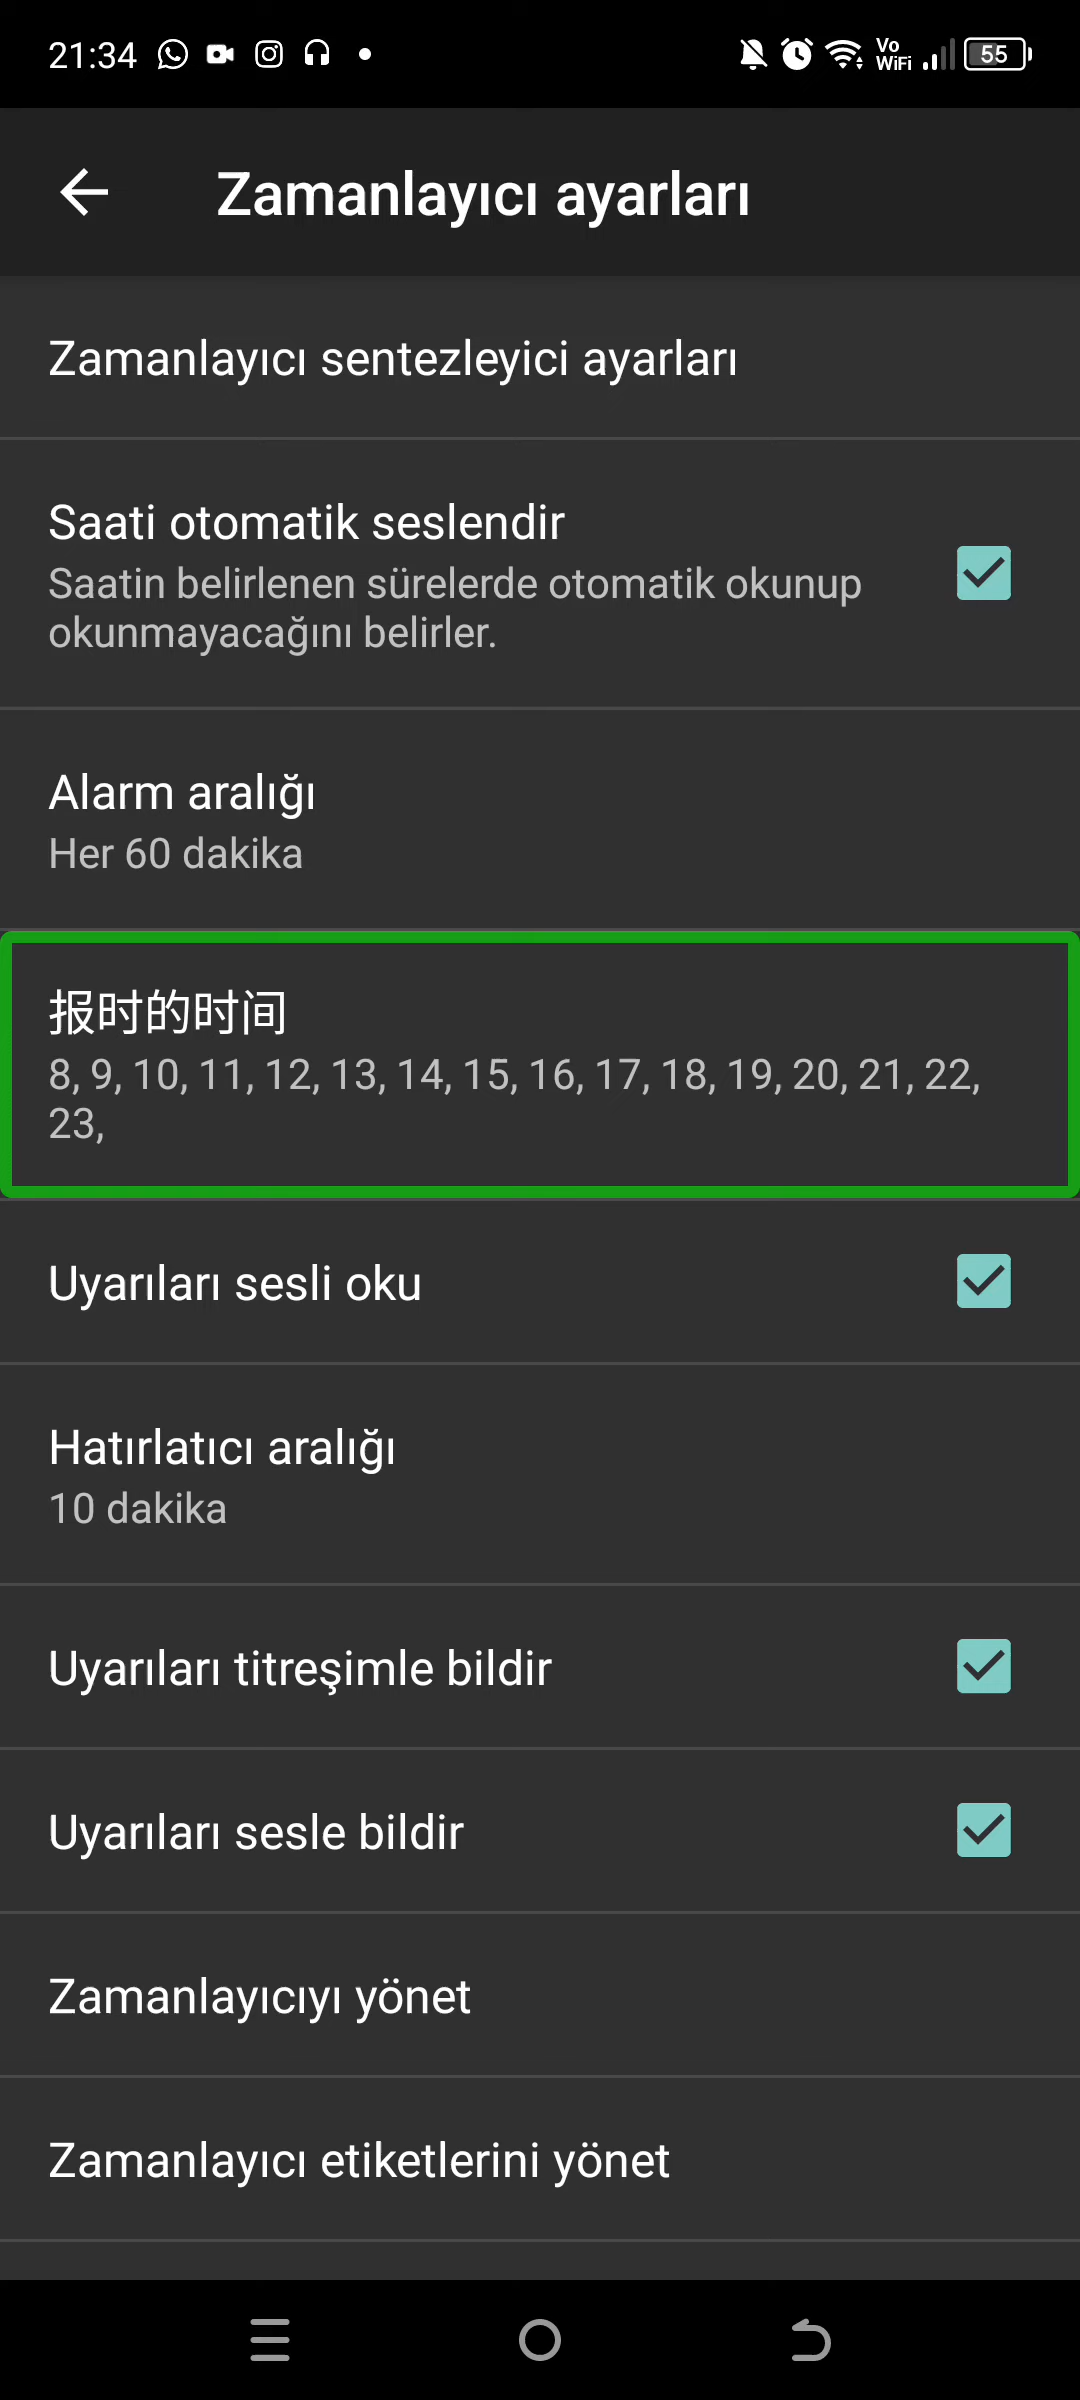 21:34
Vo
WiFi
55
Zamanlayıcı ayarları
Zamanlayıcı sentezleyici ayarları
Saati otomatik seslendir
Saatin belirlenen sürelerde otomatik okunup
okunmayacağını belirler.
Alarm aralığı
Her 60 dakika
报时的时间
8, 9, 10, 11, 12, 13, 14, 15, 16, 17, 18, 19, 20, 21, 22,
23,
Uyarıları sesli oku
Hatırlatıcı aralığı
10 dakika
Uyarıları titreşimle bildir
Uyarıları sesle bildir
Zamanlayıcıyı yönet
Zamanlayıcı etiketlerini yönet